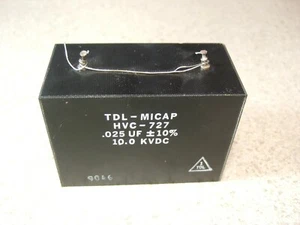 TDL-MICAP
HVC-727
.025 UF ±10%
10.0 KVDC